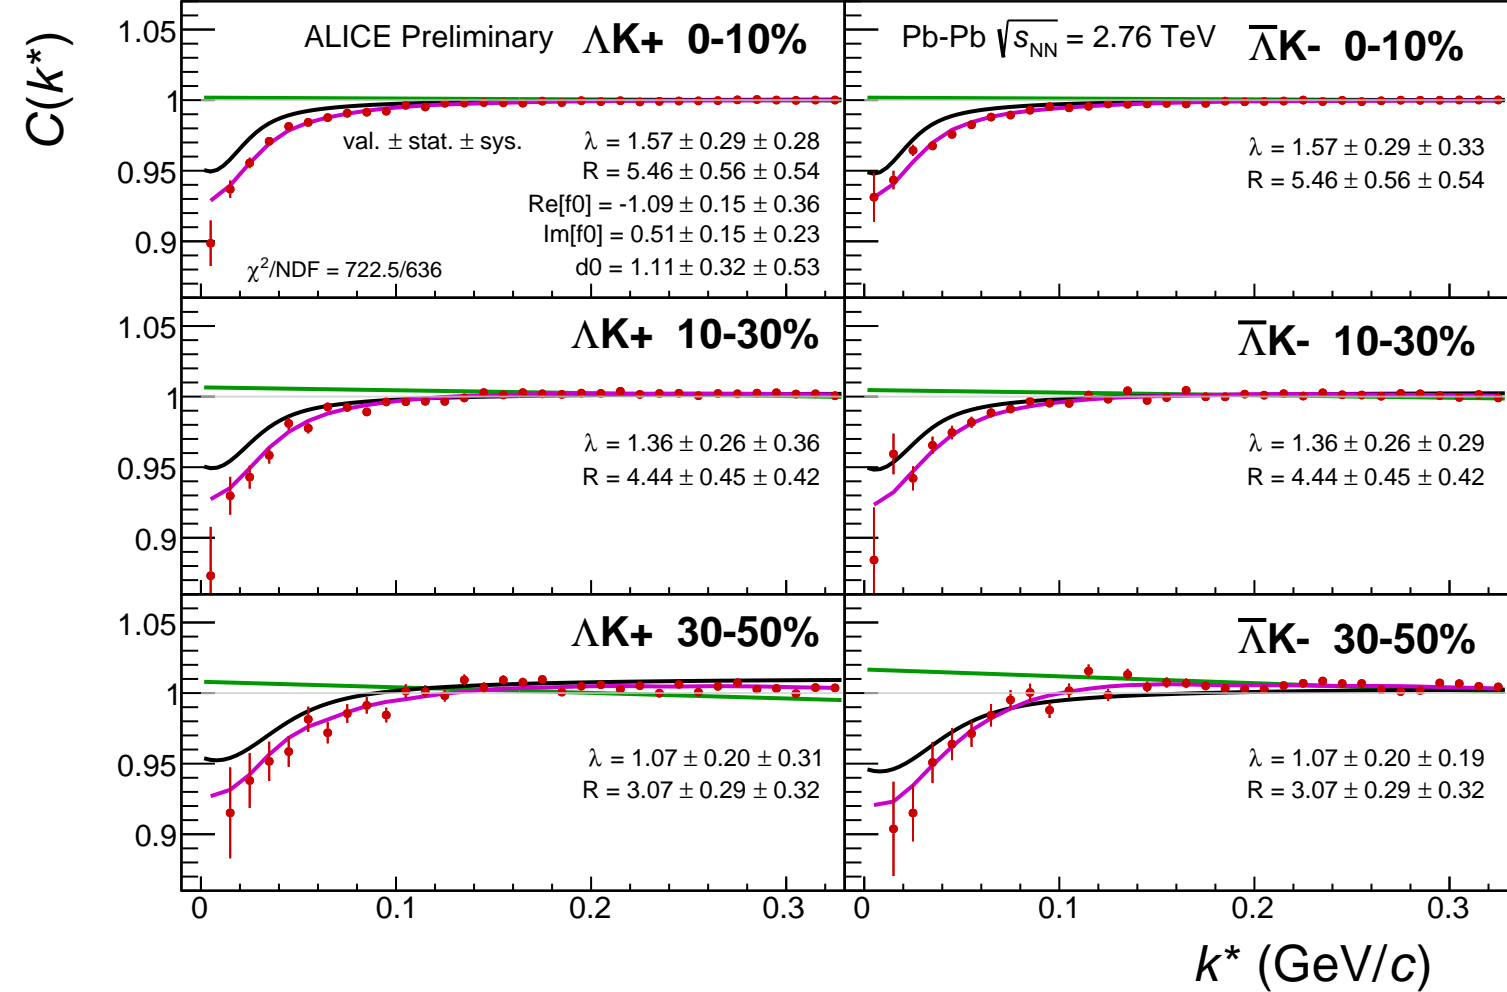 C(k*)
ALICE Preliminary ΛK+ 0-10%
val. ± stat. ± sys.
λ = 1.57 ± 0.29 ± 0.28
R = 5.46 ± 0.56 ± 0.54
Re[f0] = -1.09 ± 0.15 ± 0.36
Im[f0] = 0.51 ± 0.15 ± 0.23
d0 = 1.11 ± 0.32 ± 0.53
χ²/NDF = 722.5/636
1.05
1
0.95
0.9
Pb-Pb √sNN = 2.76 TeV Λ̅K- 0-10%
λ = 1.57 ± 0.29 ± 0.33
R = 5.46 ± 0.56 ± 0.54
ΛK+ 10-30%
λ = 1.36 ± 0.26 ± 0.36
R = 4.44 ± 0.45 ± 0.42
1.05
1
0.95
0.9
Λ̅K- 10-30%
λ = 1.36 ± 0.26 ± 0.29
R = 4.44 ± 0.45 ± 0.42
ΛK+ 30-50%
λ = 1.07 ± 0.20 ± 0.31
R = 3.07 ± 0.29 ± 0.32
1.05
1
0.95
0.9
Λ̅K- 30-50%
λ = 1.07 ± 0.20 ± 0.19
R = 3.07 ± 0.29 ± 0.32
0 0.1 0.2 0.3 0 0.1 0.2 0.3
k* (GeV/c)